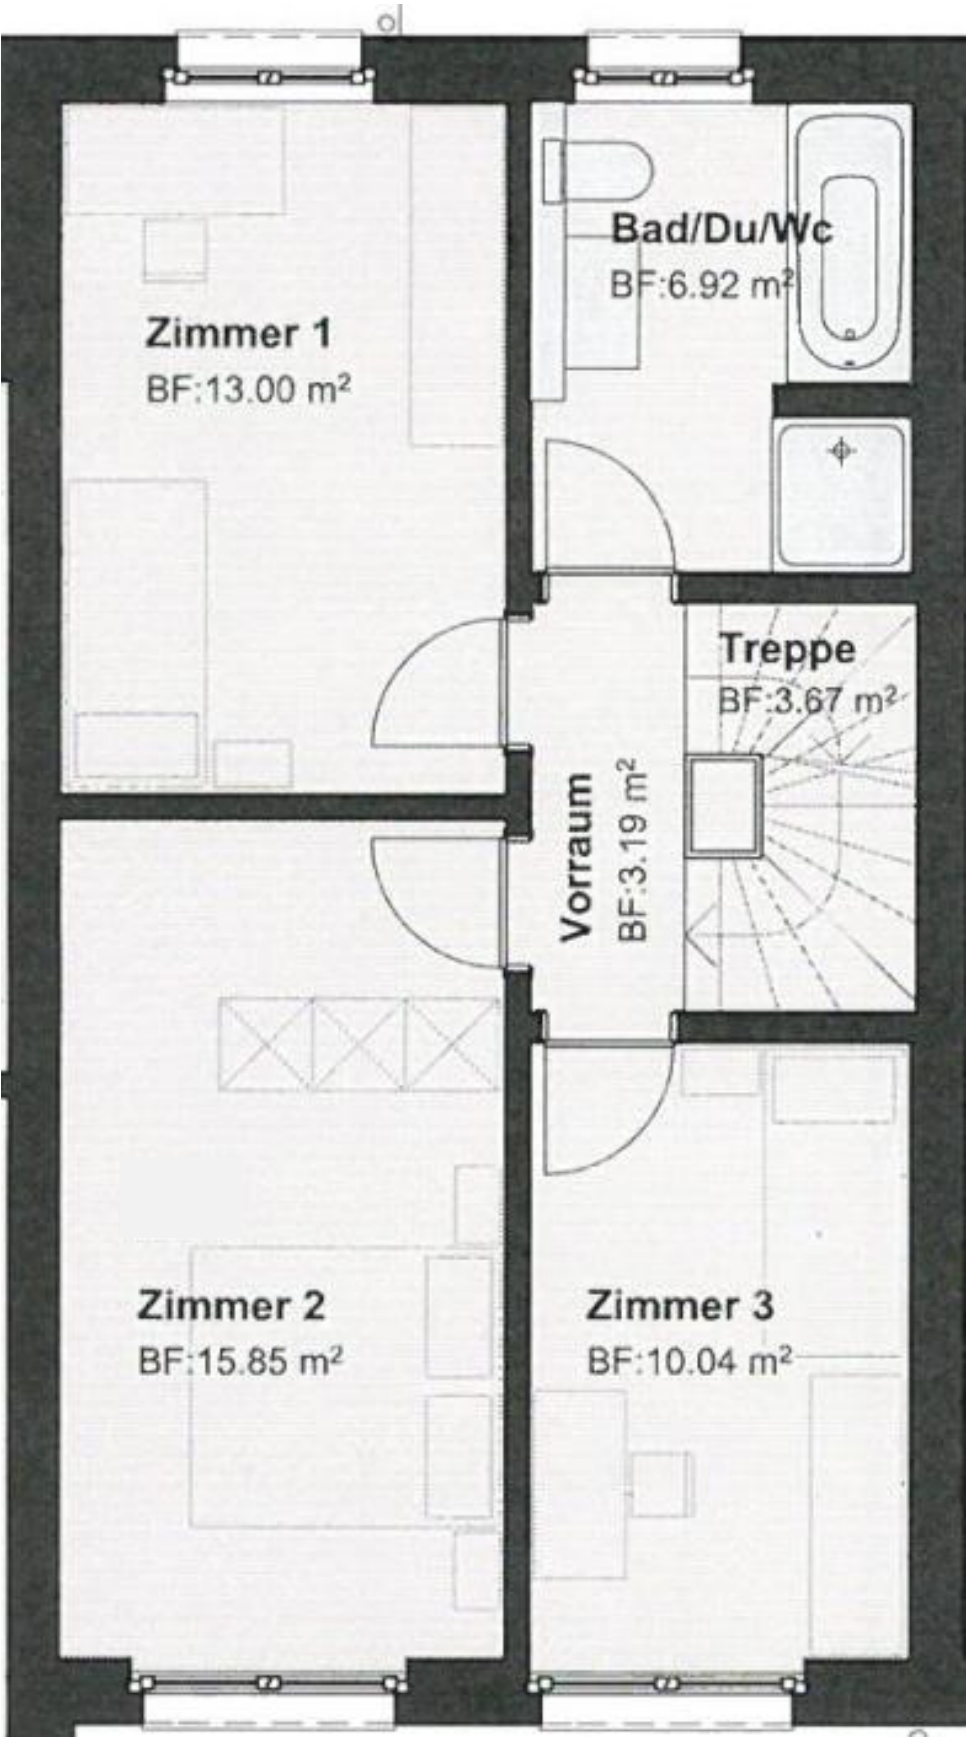 Bad/Du/Wc
BF:6.92 m²
Zimmer 1
BF:13.00 m²
Treppe
BF:3.67 m²
Vorraum
BF:3.19 m²
Zimmer 2
BF:15.85 m²
Zimmer 3
BF:10.04 m²